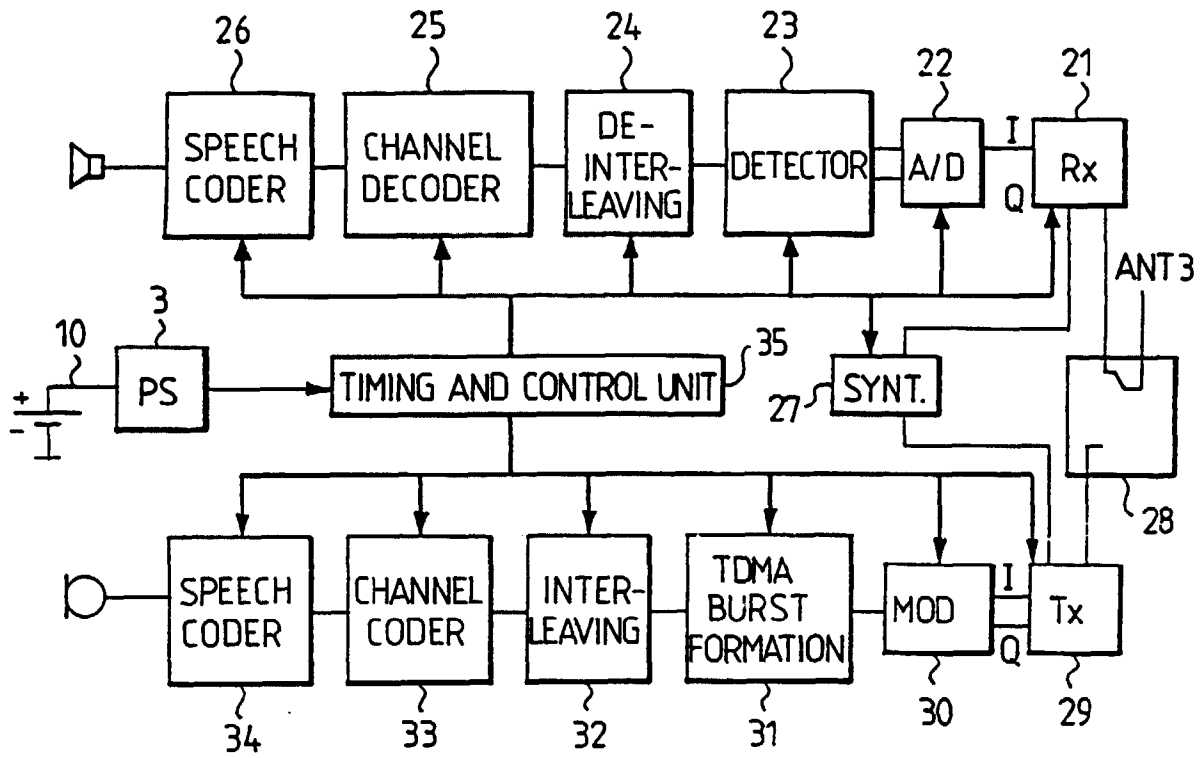 26
25
24
23
22
21
SPEECH
CODER
CHANNEL
DECODER
DE-
INTER-
LEAVING
DETECTOR
A/D
I
Q
Rx
ANT3
10
3
+
-
PS
TIMING AND CONTROL UNIT
35
27
SYNT.
28
SPEECH
CODER
CHANNEL
CODER
INTER-
LEAVING
TDMA
BURST
FORMATION
MOD
I
Q
Tx
34
33
32
31
30
29